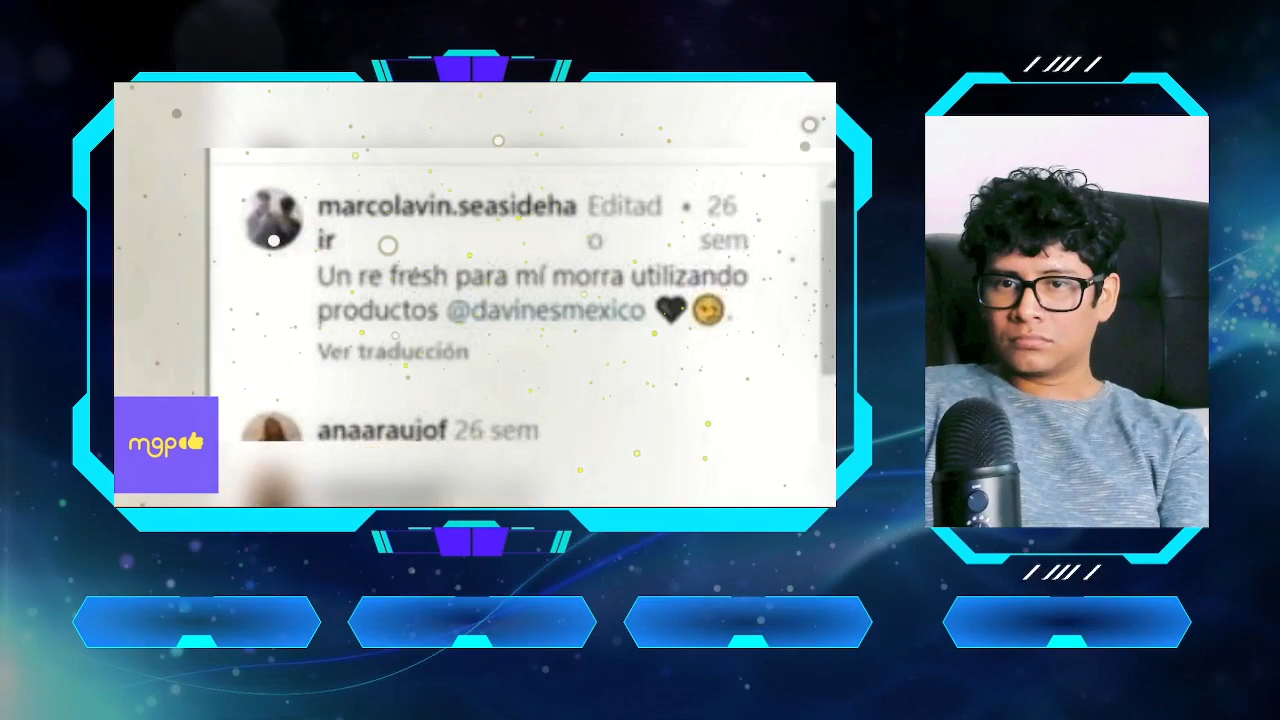 marcolavin.seasideha Editad • 26
ir o sem
Un re fresh para mí morra utilizando
productos @davinesmexico 🖤
Ver traducción
anaaraujof 26 sem
mgp